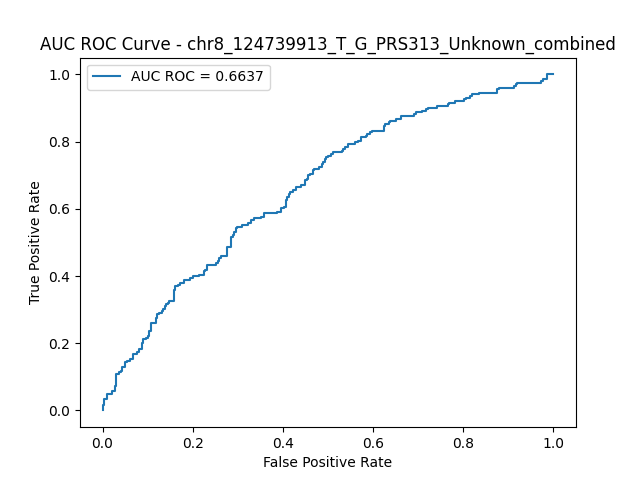 AUC ROC Curve - chr8_124739913_T_G_PRS313_Unknown_combined
AUC ROC = 0.6637
1.0
0.8
0.6
0.4
0.2
0.0
True Positive Rate
0.0 0.2 0.4 0.6 0.8 1.0
False Positive Rate